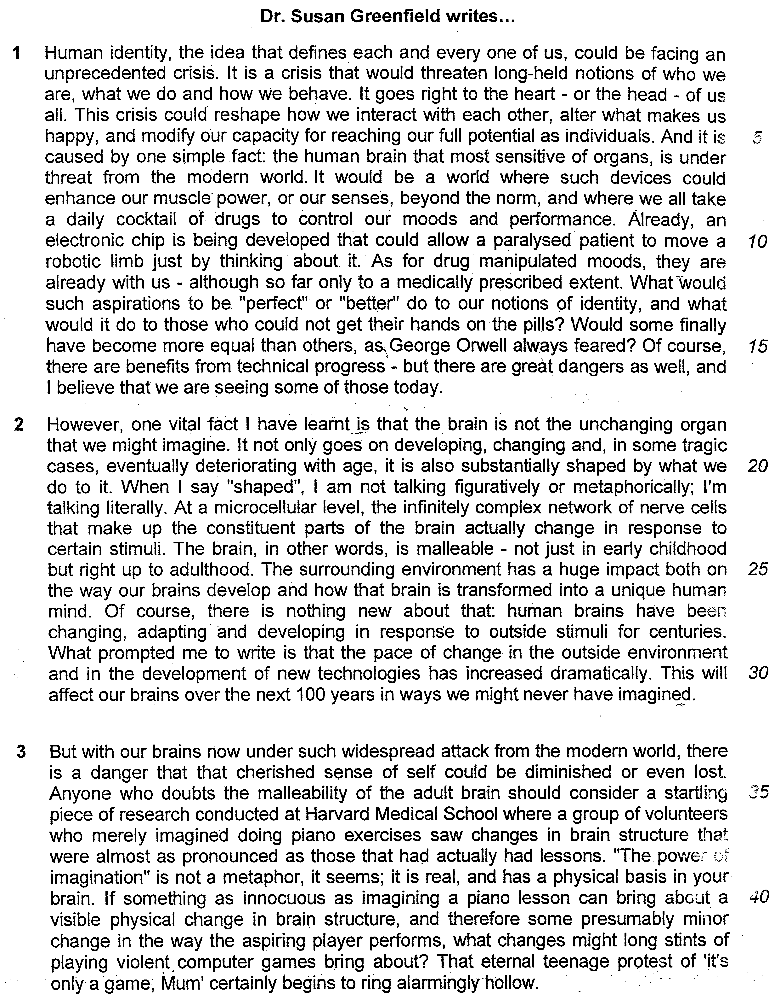 Dr. Susan Greenfield writes...
1 Human identity, the idea that defines each and every one of us, could be facing an
unprecedented crisis. It is a crisis that would threaten long-held notions of who we
are, what we do and how we behave. It goes right to the heart - or the head - of us
all. This crisis could reshape how we interact with each other, alter what makes us
happy, and modify our capacity for reaching our full potential as individuals. And it is 5
caused by one simple fact: the human brain that most sensitive of organs, is under
threat from the modern world. It would be a world where such devices could
enhance our muscle power, or our senses, beyond the norm, and where we all take
a daily cocktail of drugs to control our moods and performance. Already, an
electronic chip is being developed that could allow a paralysed patient to move a 10
robotic limb just by thinking about it. As for drug manipulated moods, they are
already with us - although so far only to a medically prescribed extent. What would
such aspirations to be "perfect" or "better" do to our notions of identity, and what
would it do to those who could not get their hands on the pills? Would some finally
have become more equal than others, as George Orwell always feared? Of course, 15
there are benefits from technical progress - but there are great dangers as well, and
I believe that we are seeing some of those today.
2 However, one vital fact I have learnt is that the brain is not the unchanging organ
that we might imagine. It not only goes on developing, changing and, in some tragic
cases, eventually deteriorating with age, it is also substantially shaped by what we 20
do to it. When I say "shaped", I am not talking figuratively or metaphorically; I'm
talking literally. At a microcellular level, the infinitely complex network of nerve cells
that make up the constituent parts of the brain actually change in response to
certain stimuli. The brain, in other words, is malleable - not just in early childhood
but right up to adulthood. The surrounding environment has a huge impact both on 25
the way our brains develop and how that brain is transformed into a unique human
mind. Of course, there is nothing new about that: human brains have been
changing, adapting and developing in response to outside stimuli for centuries.
What prompted me to write is that the pace of change in the outside environment
and in the development of new technologies has increased dramatically. This will 30
affect our brains over the next 100 years in ways we might never have imagined.
3 But with our brains now under such widespread attack from the modern world, there
is a danger that that cherished sense of self could be diminished or even lost.
Anyone who doubts the malleability of the adult brain should consider a startling 35
piece of research conducted at Harvard Medical School where a group of volunteers
who merely imagined doing piano exercises saw changes in brain structure that
were almost as pronounced as those that had actually had lessons. "The power of
imagination" is not a metaphor, it seems; it is real, and has a physical basis in your
brain. If something as innocuous as imagining a piano lesson can bring about a 40
visible physical change in brain structure, and therefore some presumably minor
change in the way the aspiring player performs, what changes might long stints of
playing violent computer games bring about? That eternal teenage protest of 'it's
only a game, Mum' certainly begins to ring alarmingly hollow.